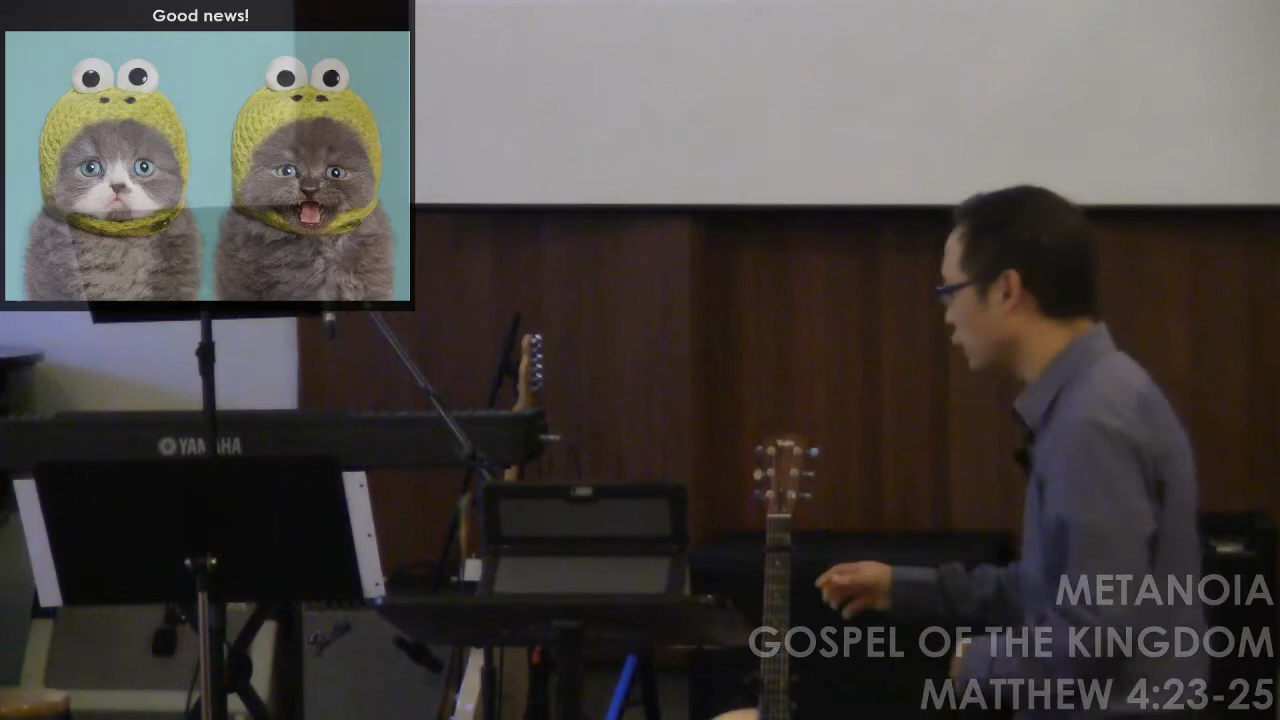 Good news!
YAMAHA
METANOIA
GOSPEL OF THE KINGDOM
MATTHEW 4:23-25